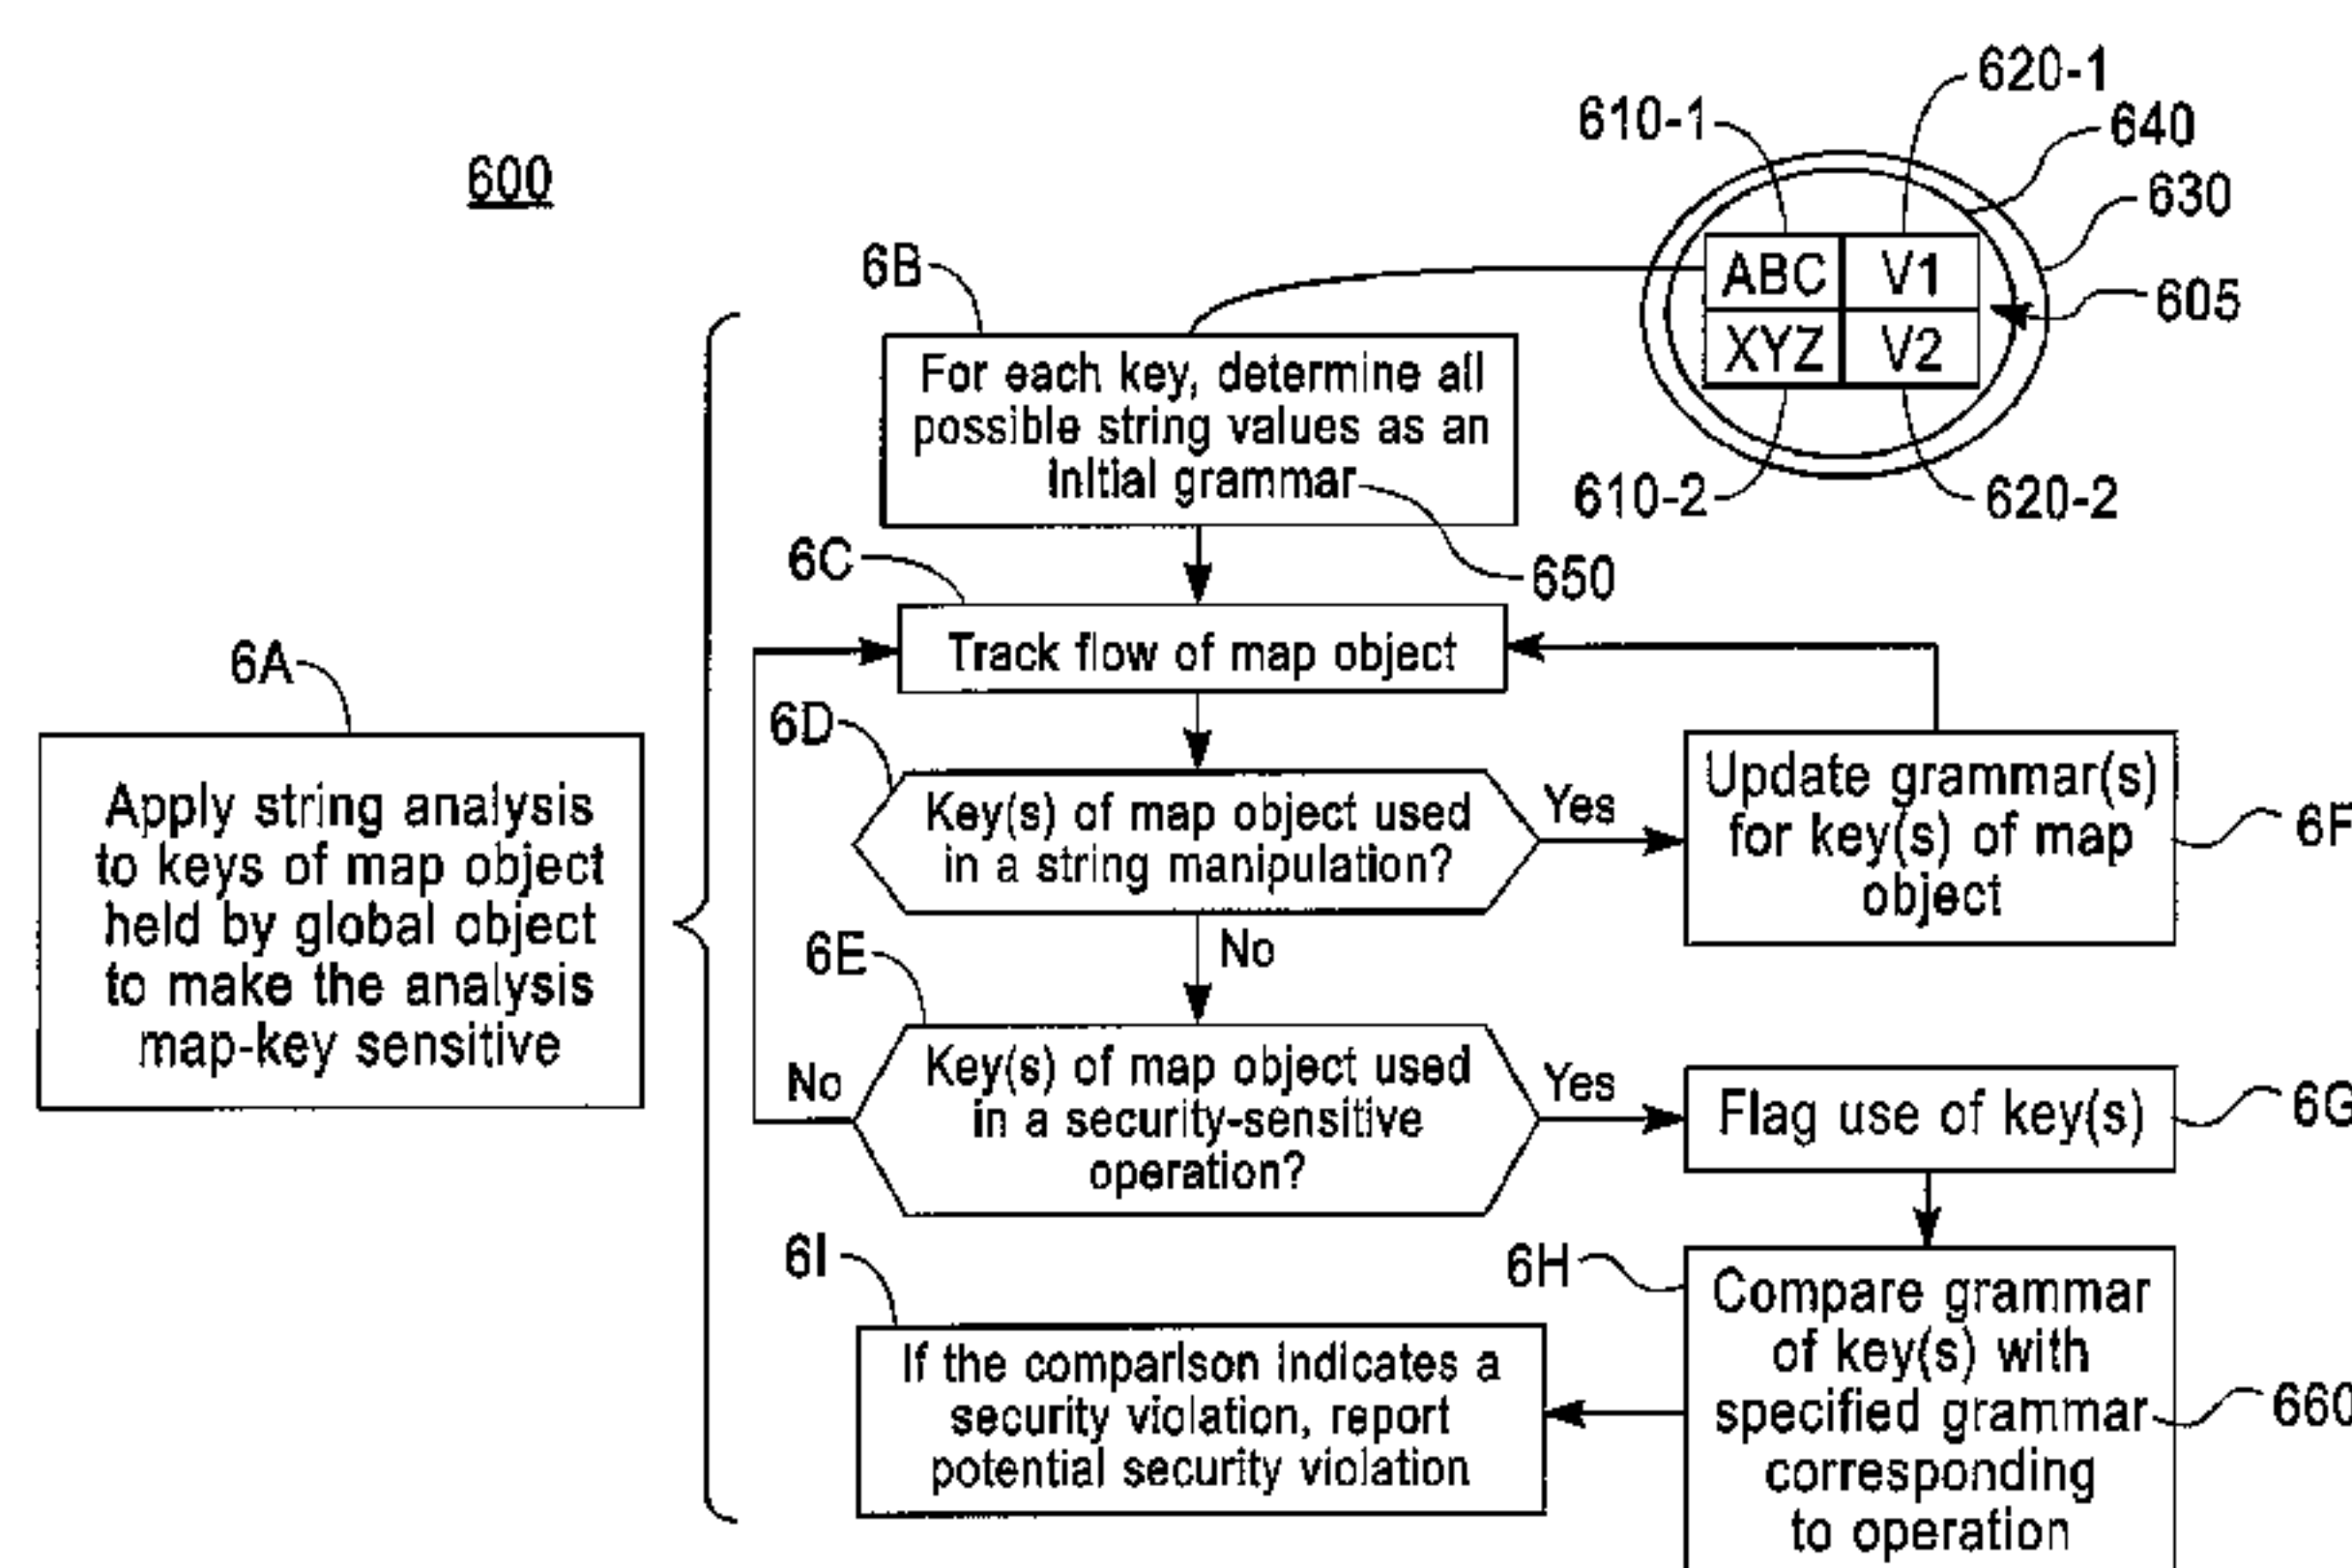 600
620-1
610-1
640
630
605
ABC
V1
XYZ
V2
610-2
620-2
6B
For each key, determine all
possible string values as an
initial grammar
650
6C
Track flow of map object
6A
Apply string analysis
to keys of map object
held by global object
to make the analysis
map-key sensitive
6D
Key(s) of map object used
in a string manipulation?
Yes
No
Update grammar(s)
for key(s) of map
object
6F
6E
Key(s) of map object used
in a security-sensitive
operation?
No
Yes
Flag use of key(s)
6G
6H
Compare grammar
of key(s) with
specified grammar
corresponding
to operation
660
6I
If the comparison indicates a
security violation, report
potential security violation